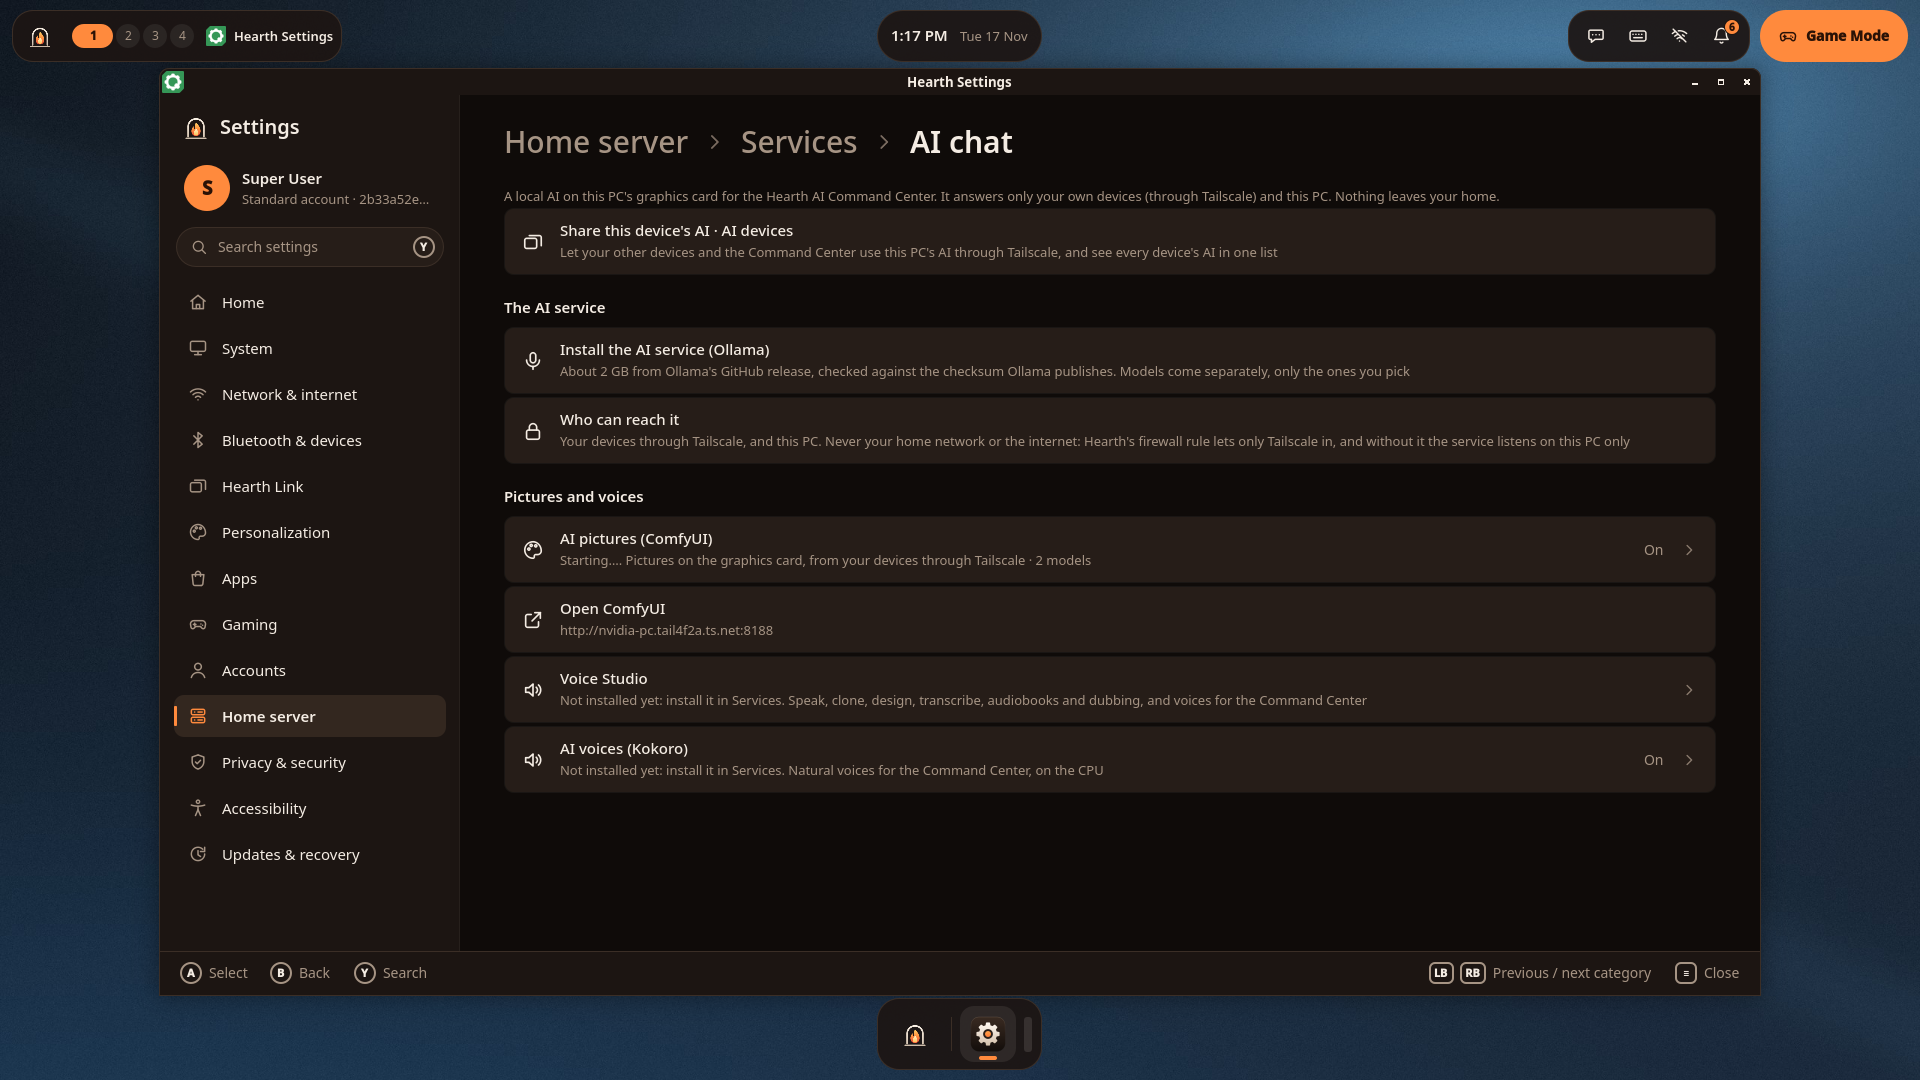 1 2 3 4 Hearth Settings
1:17 PM Tue 17 Nov
6
Game Mode
Hearth Settings
Settings
S
Super User
Standard account · 2b33a52e...
Search settings Y
Home
System
Network & internet
Bluetooth & devices
Hearth Link
Personalization
Apps
Gaming
Accounts
Home server
Privacy & security
Accessibility
Updates & recovery
Home server > Services > AI chat
A local AI on this PC's graphics card for the Hearth AI Command Center. It answers only your own devices (through Tailscale) and this PC. Nothing leaves your home.
Share this device's AI · AI devices
Let your other devices and the Command Center use this PC's AI through Tailscale, and see every device's AI in one list
The AI service
Install the AI service (Ollama)
About 2 GB from Ollama's GitHub release, checked against the checksum Ollama publishes. Models come separately, only the ones you pick
Who can reach it
Your devices through Tailscale, and this PC. Never your home network or the internet: Hearth's firewall rule lets only Tailscale in, and without it the service listens on this PC only
Pictures and voices
AI pictures (ComfyUI)
Starting.... Pictures on the graphics card, from your devices through Tailscale · 2 models
On
Open ComfyUI
http://nvidia-pc.tail4f2a.ts.net:8188
Voice Studio
Not installed yet: install it in Services. Speak, clone, design, transcribe, audiobooks and dubbing, and voices for the Command Center
AI voices (Kokoro)
Not installed yet: install it in Services. Natural voices for the Command Center, on the CPU
On
A Select B Back Y Search
LB RB Previous / next category ≡ Close